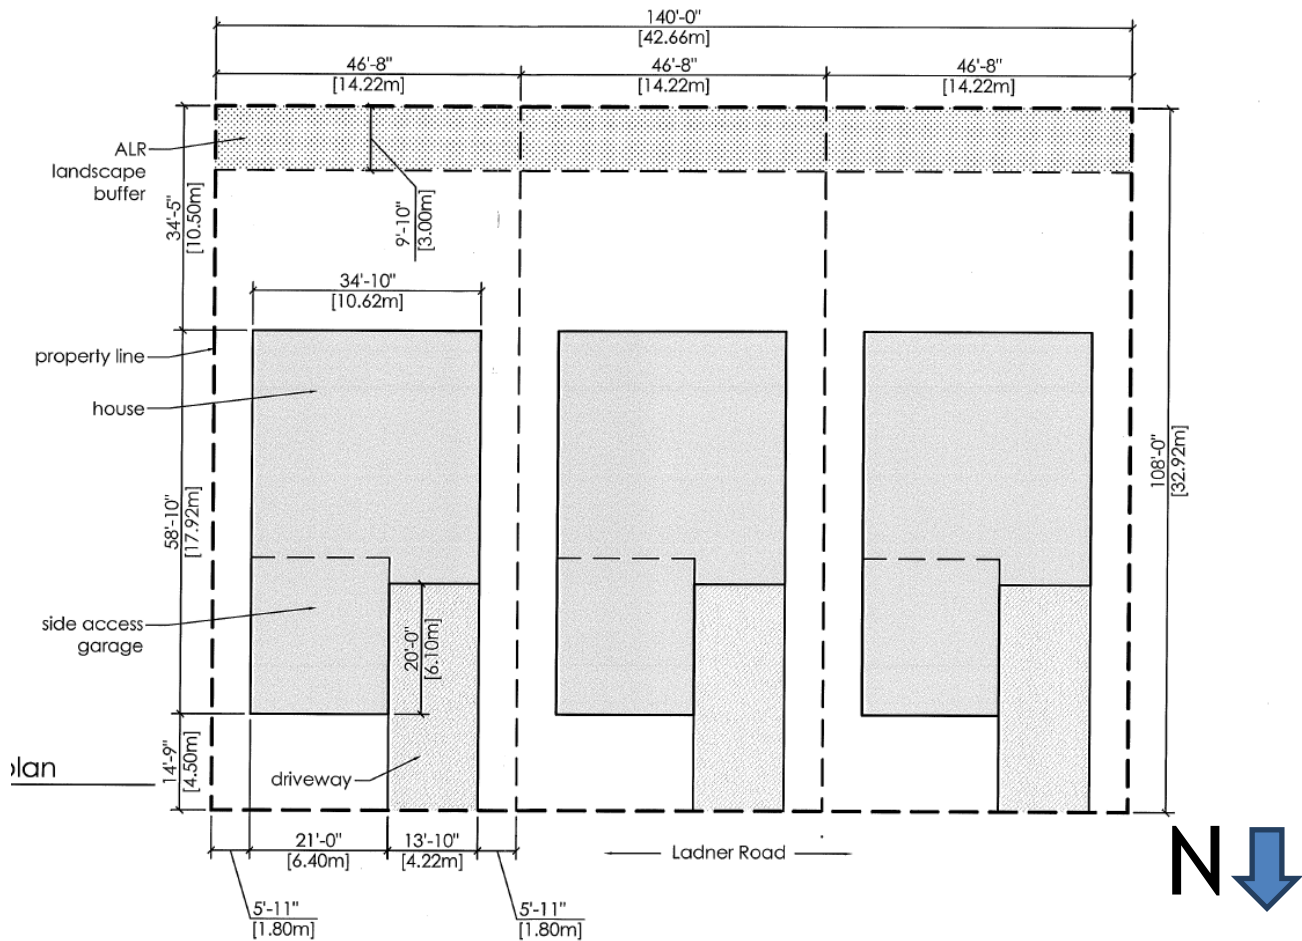 140'-0"
[42.66m]
46'-8"
[14.22m]
46'-8"
[14.22m]
46'-8"
[14.22m]
ALR
landscape
buffer
34'-5"
[10.50m]
9'-10"
[3.00m]
34'-10"
[10.62m]
property line
house
108'-0"
[32.92m]
58'-10"
[17.92m]
side access
garage
20'-0"
[6.10m]
14'-9"
[4.50m]
driveway
21'-0"
[6.40m]
13'-10"
[4.22m]
Ladner Road
N
5'-11"
[1.80m]
5'-11"
[1.80m]